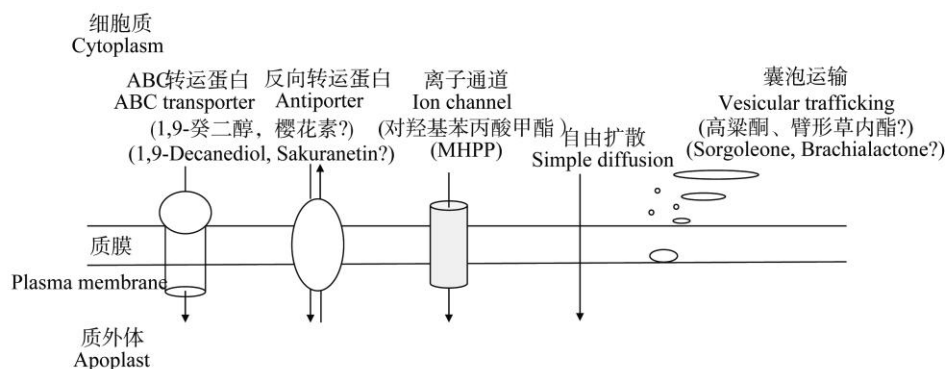 细胞质
Cytoplasm
ABC转运蛋白
ABC transporter
反向转运蛋白
Antiporter
(1,9-癸二醇，樱花素?)
(1,9-Decanediol, Sakuranetin?)
离子通道
Ion channel
(对羟基苯丙酸甲酯)
(MHPP)
自由扩散
Simple diffusion
囊泡运输
Vesicular trafficking
(高粱酮、臂形草内酯?)
(Sorgoleone, Brachialactone?)
质膜
Plasma membrane
质外体
Apoplast